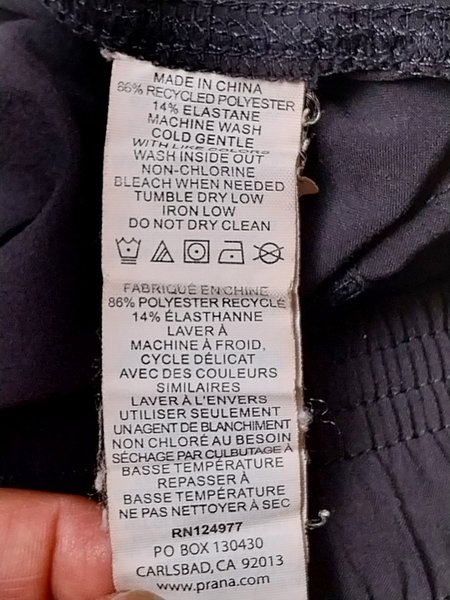 MADE IN CHINA
86% RECYCLED POLYESTER
14% ELASTANE
MACHINE WASH
COLD GENTLE
WITH LIKE COLORS
WASH INSIDE OUT
NON-CHLORINE
BLEACH WHEN NEEDED
TUMBLE DRY LOW
IRON LOW
DO NOT DRY CLEAN
FABRIQUÉ EN CHINE
86% POLYESTER RECYCLÉ
14% ÉLASTHANNE
LAVER À
MACHINE À FROID,
CYCLE DÉLICAT
AVEC DES COULEURS
SIMILAIRES
LAVER À L'ENVERS
UTILISER SEULEMENT
UN AGENT DE BLANCHIMENT
NON CHLORÉ AU BESOIN
SÉCHAGE PAR CULBUTAGE À
BASSE TEMPÉRATURE
REPASSER À
BASSE TEMPÉRATURE
NE PAS NETTOYER À SEC
RN124977
PO BOX 130430
CARLSBAD, CA 92013
www.prana.com